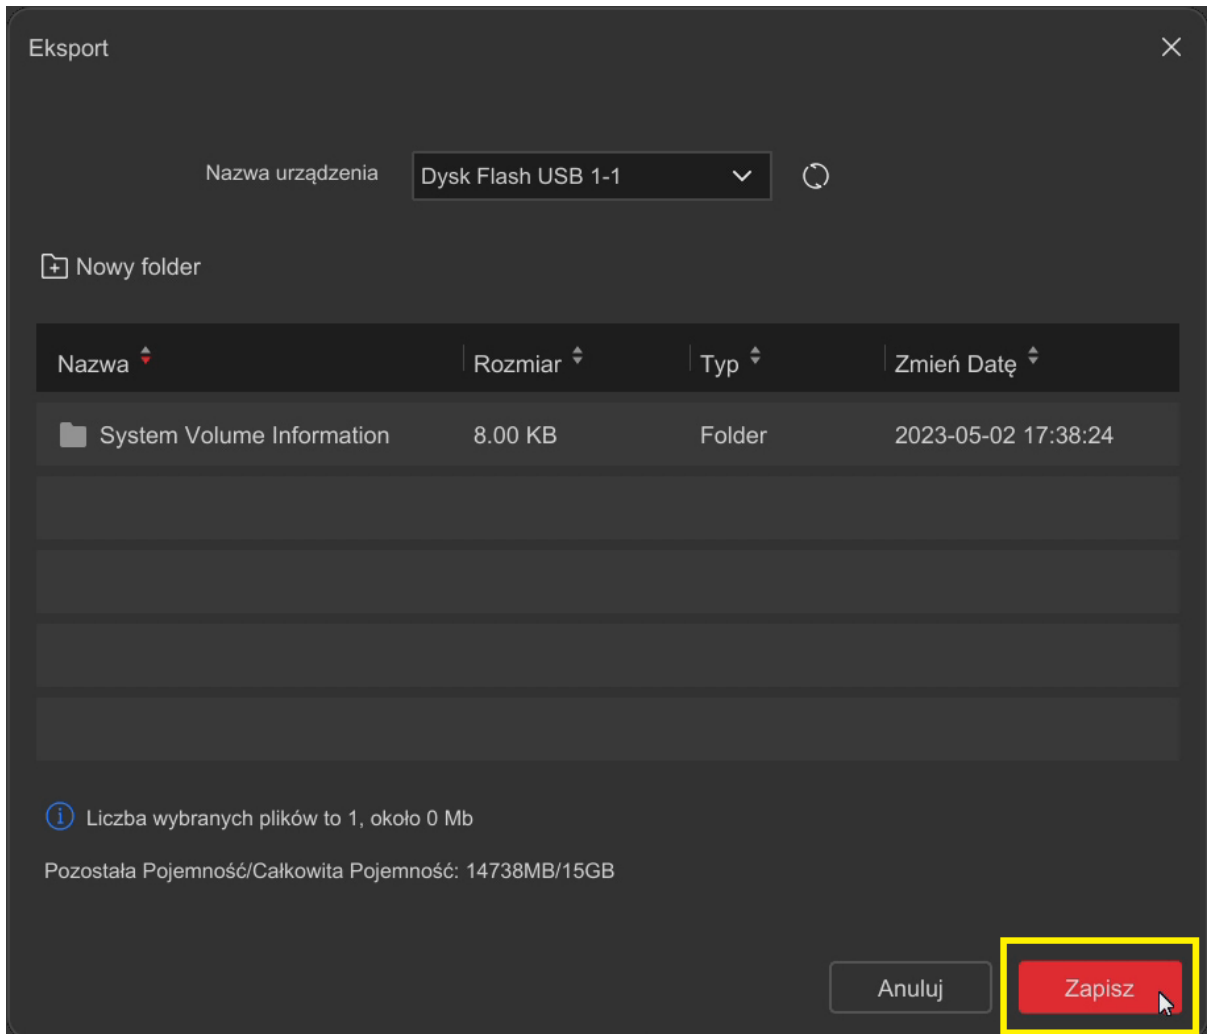 Eksport
Nazwa urządzenia Dysk Flash USB 1-1
Nowy folder
Nazwa Rozmiar Typ Zmień Datę
System Volume Information 8.00 KB Folder 2023-05-02 17:38:24
Liczba wybranych plików to 1, około 0 Mb
Pozostała Pojemność/Całkowita Pojemność: 14738MB/15GB
Anuluj Zapisz